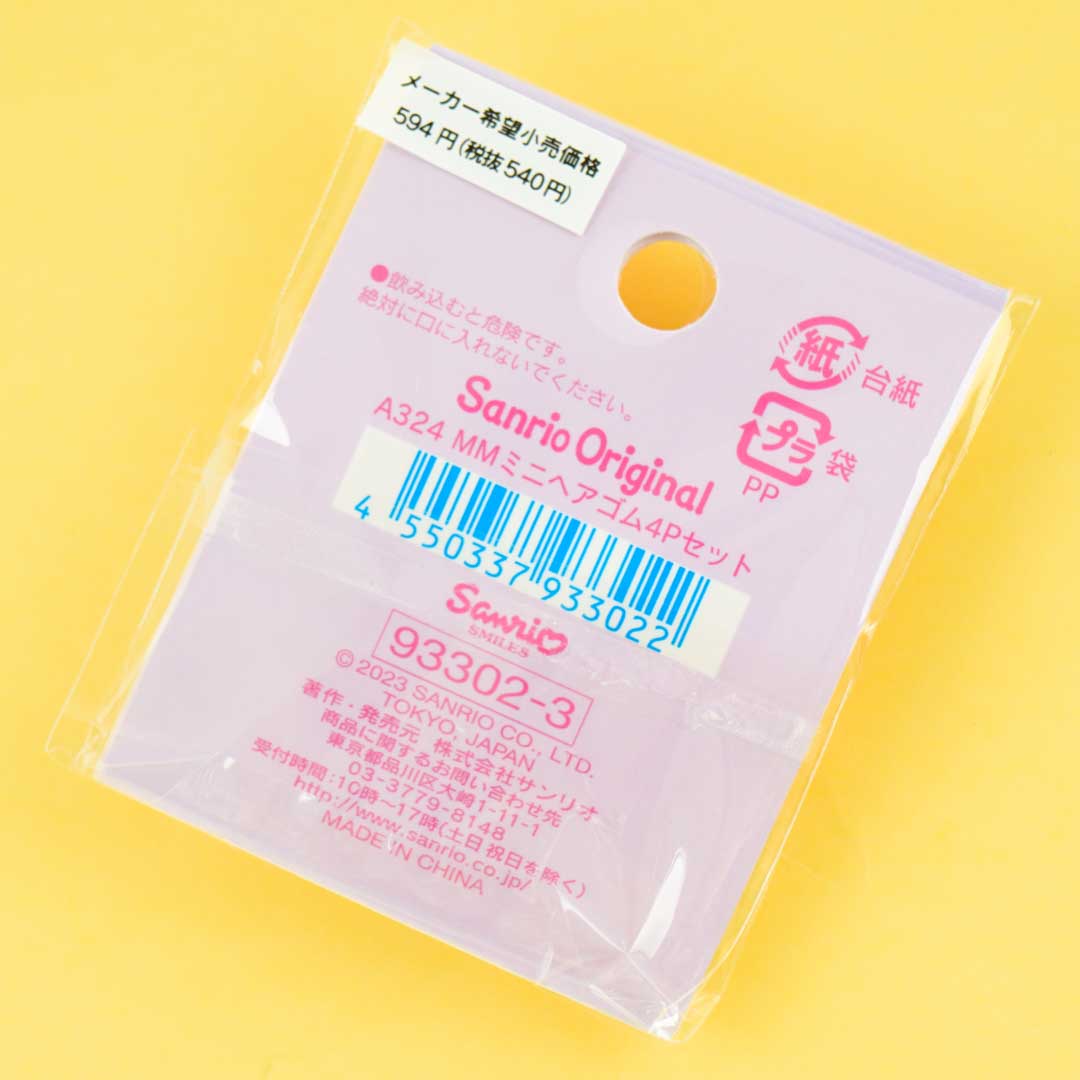 メーカー希望小売価格
594円(税抜540円)
●飲み込むと危険です。
絶対に口に入れないでください。
紙 台紙
プラ 袋
PP
Sanrio Original
A324 MMミニヘアゴム4Pセット
4 550337 933022
Sanrio
SMILES
93302-3
© 2023 SANRIO CO., LTD.
TOKYO, JAPAN
著作・発売元 株式会社サンリオ
商品に関するお問い合わせ先
東京都品川区大崎1-11-1
03-3779-8148
受付時間:10時〜17時(土日祝日を除く)
http://www.sanrio.co.jp/
MADE IN CHINA